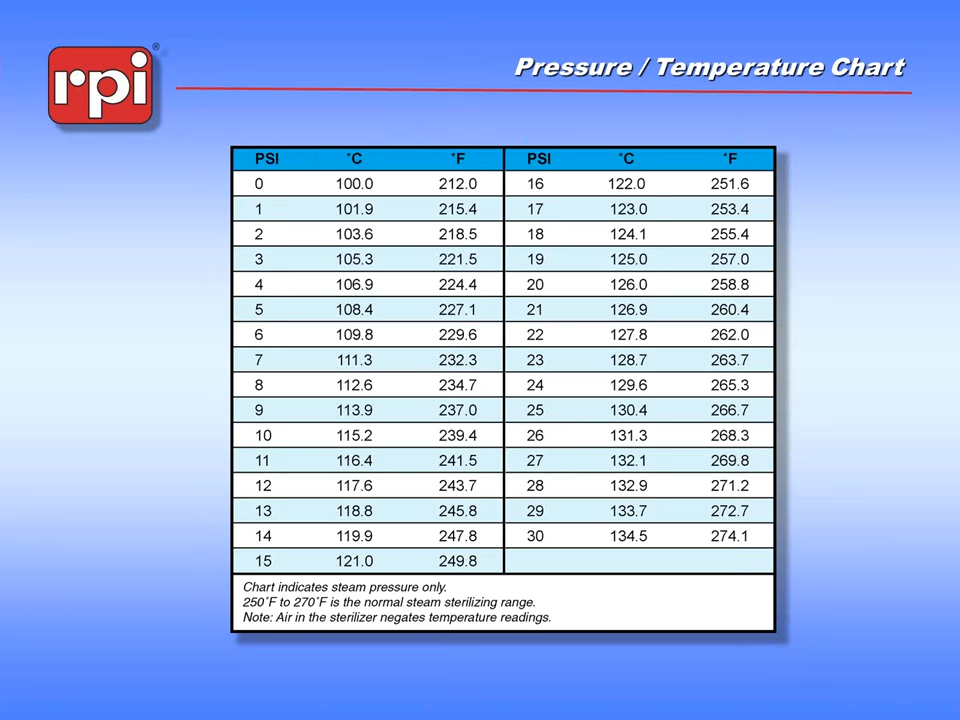 rpi®
Pressure / Temperature Chart
PSI ˚C ˚F PSI ˚C ˚F
0 100.0 212.0 16 122.0 251.6
1 101.9 215.4 17 123.0 253.4
2 103.6 218.5 18 124.1 255.4
3 105.3 221.5 19 125.0 257.0
4 106.9 224.4 20 126.0 258.8
5 108.4 227.1 21 126.9 260.4
6 109.8 229.6 22 127.8 262.0
7 111.3 232.3 23 128.7 263.7
8 112.6 234.7 24 129.6 265.3
9 113.9 237.0 25 130.4 266.7
10 115.2 239.4 26 131.3 268.3
11 116.4 241.5 27 132.1 269.8
12 117.6 243.7 28 132.9 271.2
13 118.8 245.8 29 133.7 272.7
14 119.9 247.8 30 134.5 274.1
15 121.0 249.8
Chart indicates steam pressure only.
250˚F to 270˚F is the normal steam sterilizing range.
Note: Air in the sterilizer negates temperature readings.